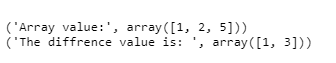 ('Array value:', array([1, 2, 5]))
('The diffrence value is: ', array([1, 3]))